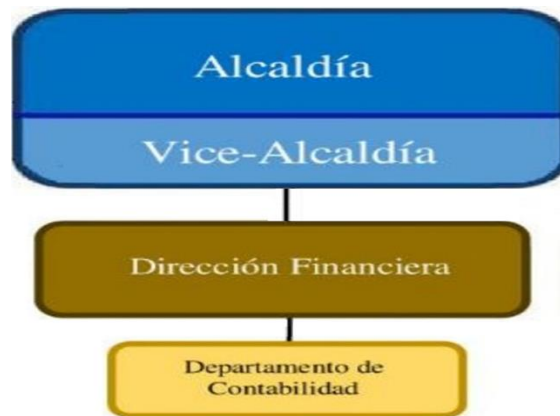 Alcaldía
Vice-Alcaldía
Dirección Financiera
Departamento de
Contabilidad